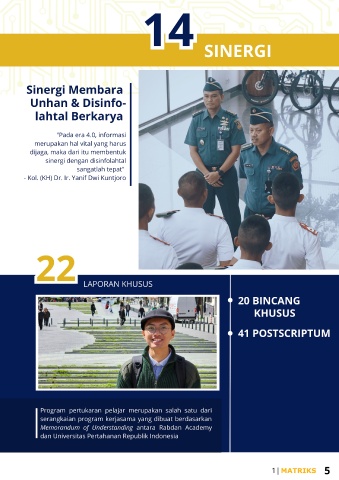 14
SINERGI
Sinergi Membara
Unhan & Disinfo-
lahtal Berkarya
"Pada era 4.0, informasi
merupakan hal vital yang harus
dijaga, maka dari itu membentuk
sinergi dengan disinfolahtal
sangatlah tepat"
- Kol. (KH) Dr. Ir. Yanif Dwi Kuntjoro
22
LAPORAN KHUSUS
20 BINCANG
KHUSUS
41 POSTSCRIPTUM
Program pertukaran pelajar merupakan salah satu dari
serangkaian program kerjasama yang dibuat berdasarkan
Memorandum of Understanding antara Rabdan Academy
dan Universitas Pertahanan Republik Indonesia
1 | MATRIKS 5